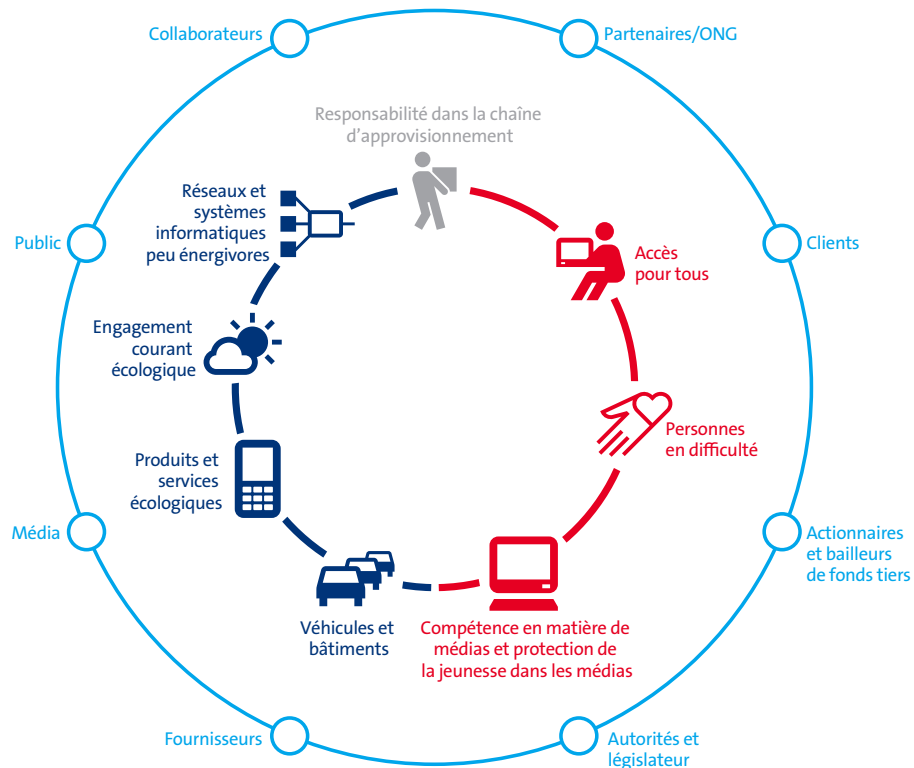 Collaborateurs
Partenaires/ONG
Responsabilité dans la chaîne
d’approvisionnement
Réseaux et
systèmes
informatiques
peu énergivores
Public
Clients
Accès
pour tous
Engagement
courant
écologique
Personnes
en difficulté
Produits et
services
écologiques
Média
Actionnaires
et bailleurs
de fonds tiers
Véhicules et
bâtiments
Compétence en matière de
médias et protection de
la jeunesse dans les médias
Fournisseurs
Autorités et
législateur